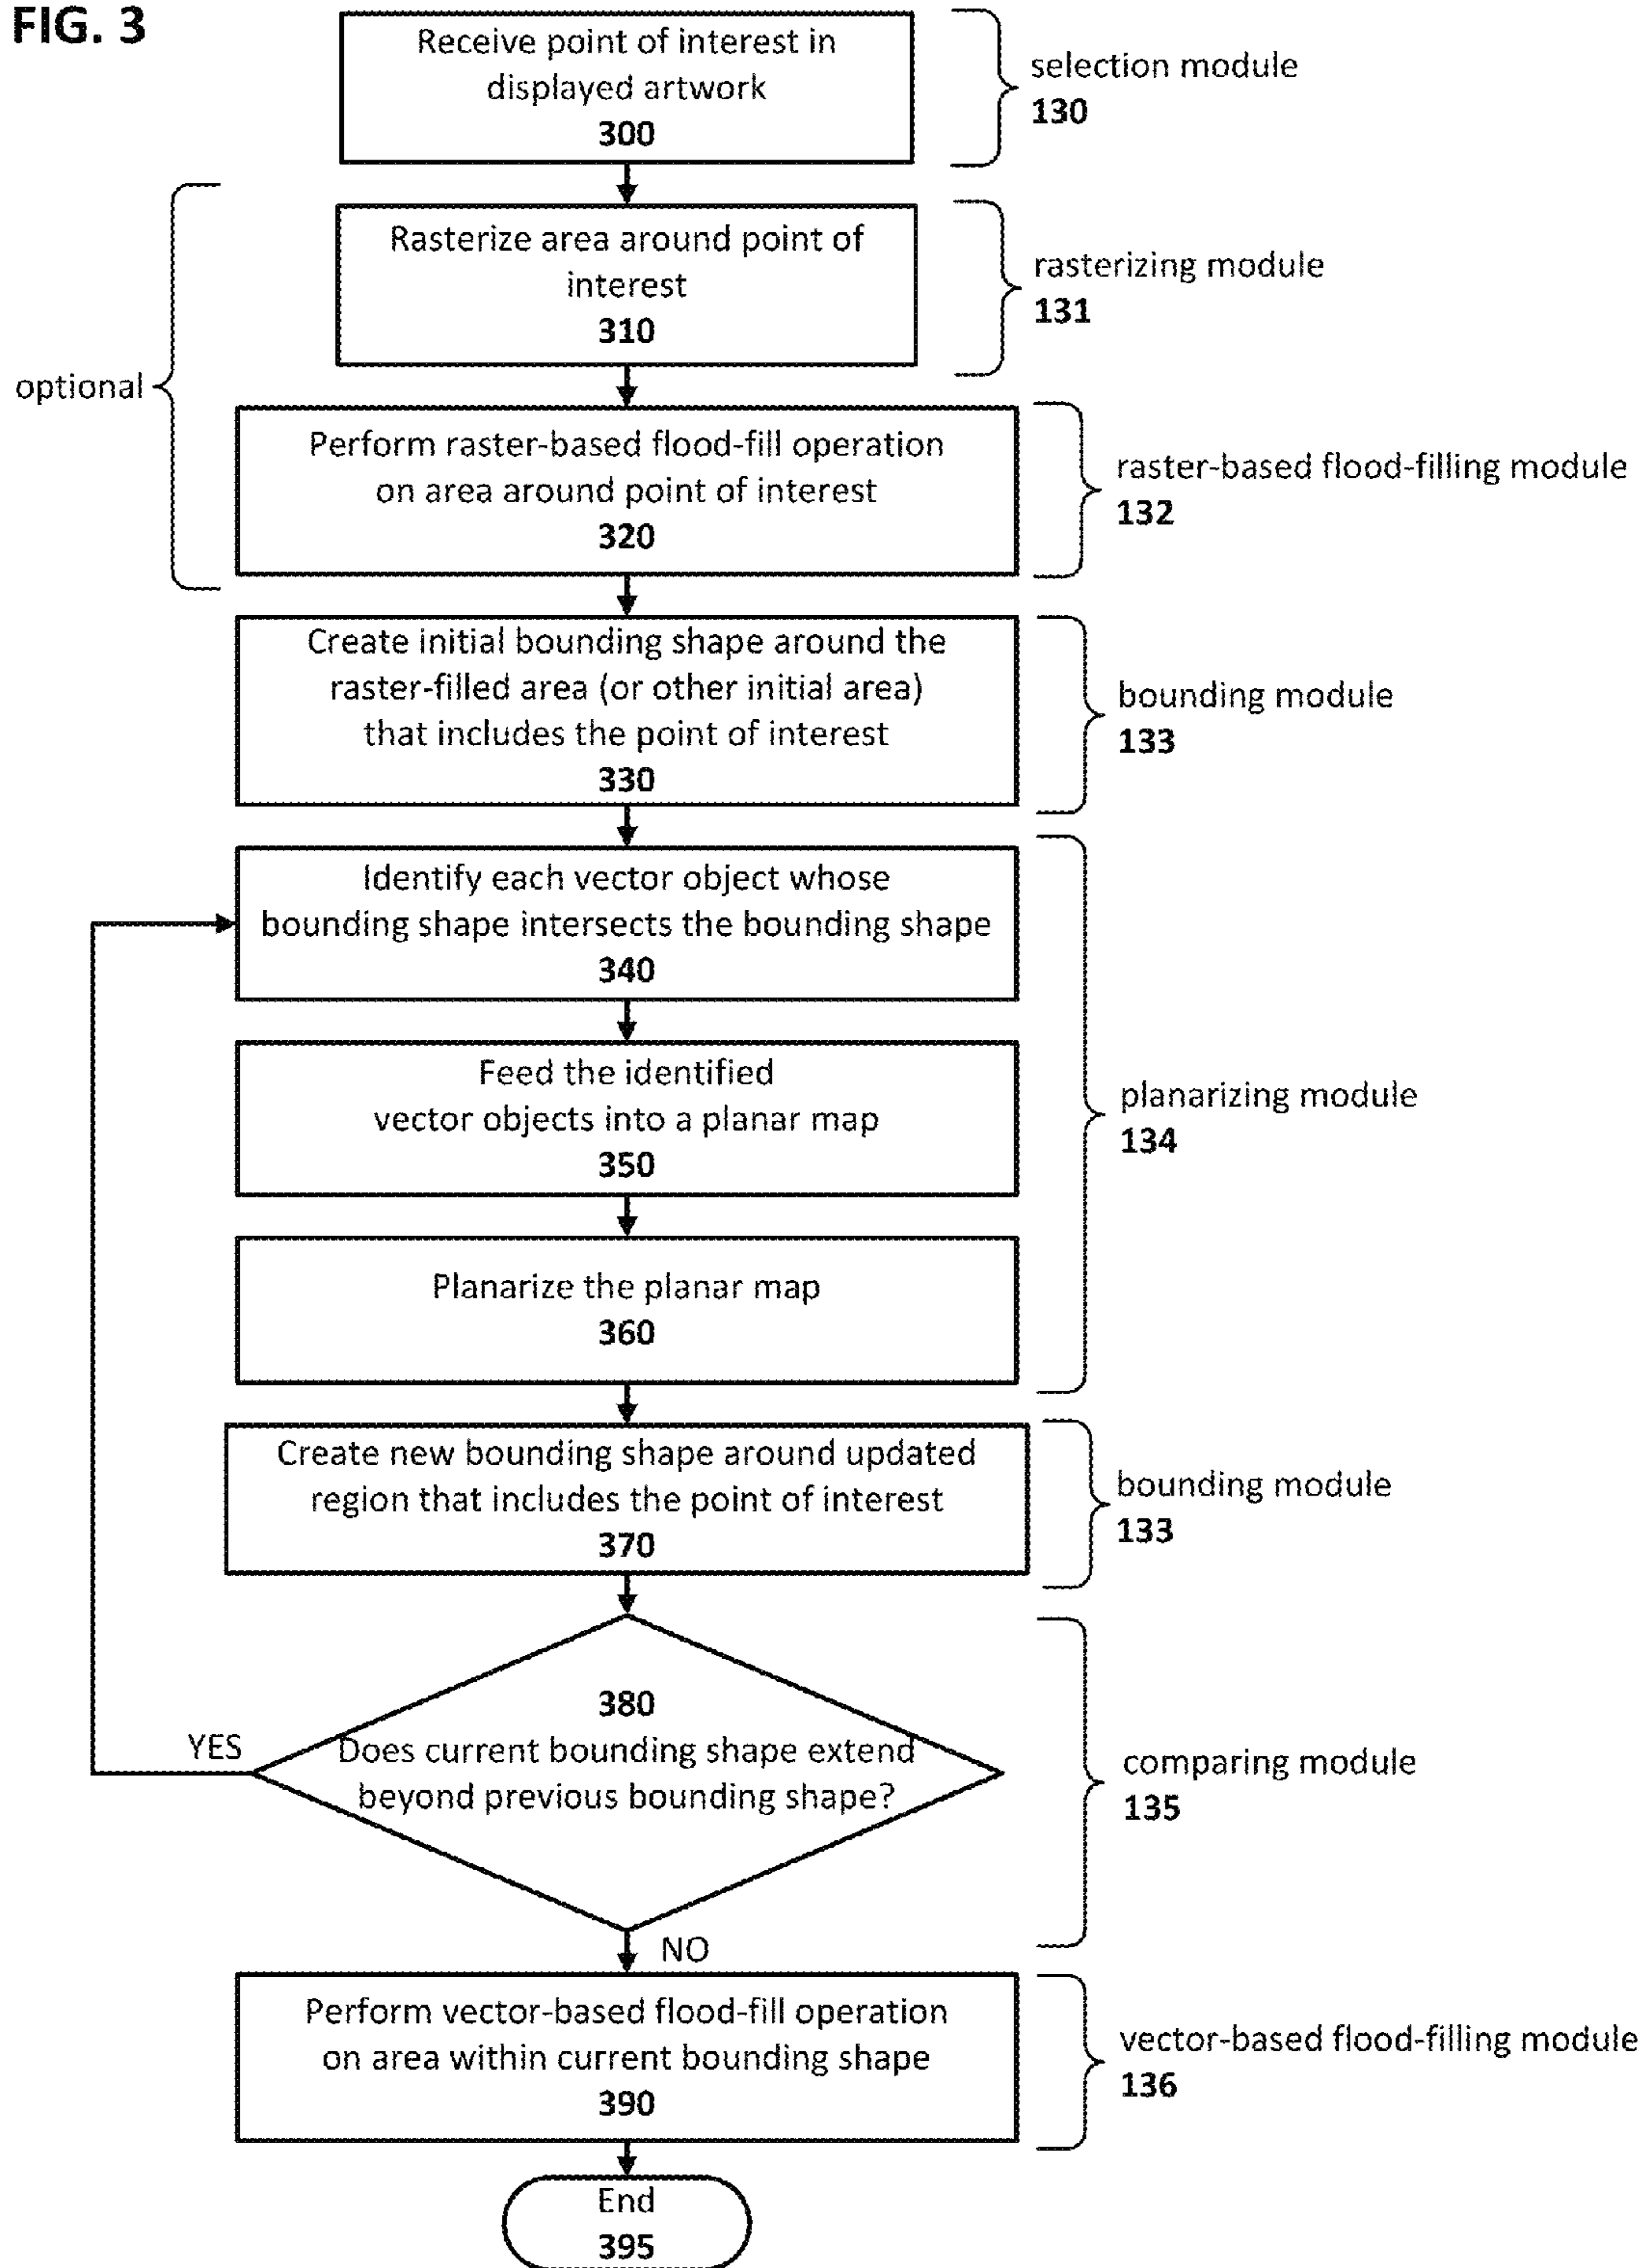 FIG. 3
Receive point of interest in
displayed artwork
300
selection module
130
Rasterize area around point of
interest
310
rasterizing module
131
optional
Perform raster-based flood-fill operation
on area around point of interest
320
raster-based flood-filling module
132
Create initial bounding shape around the
raster-filled area (or other initial area)
that includes the point of interest
330
bounding module
133
Identify each vector object whose
bounding shape intersects the bounding shape
340
Feed the identified
vector objects into a planar map
350
planarizing module
134
Planarize the planar map
360
Create new bounding shape around updated
region that includes the point of interest
370
bounding module
133
380
Does current bounding shape extend
beyond previous bounding shape?
YES
comparing module
135
NO
Perform vector-based flood-fill operation
on area within current bounding shape
390
vector-based flood-filling module
136
End
395